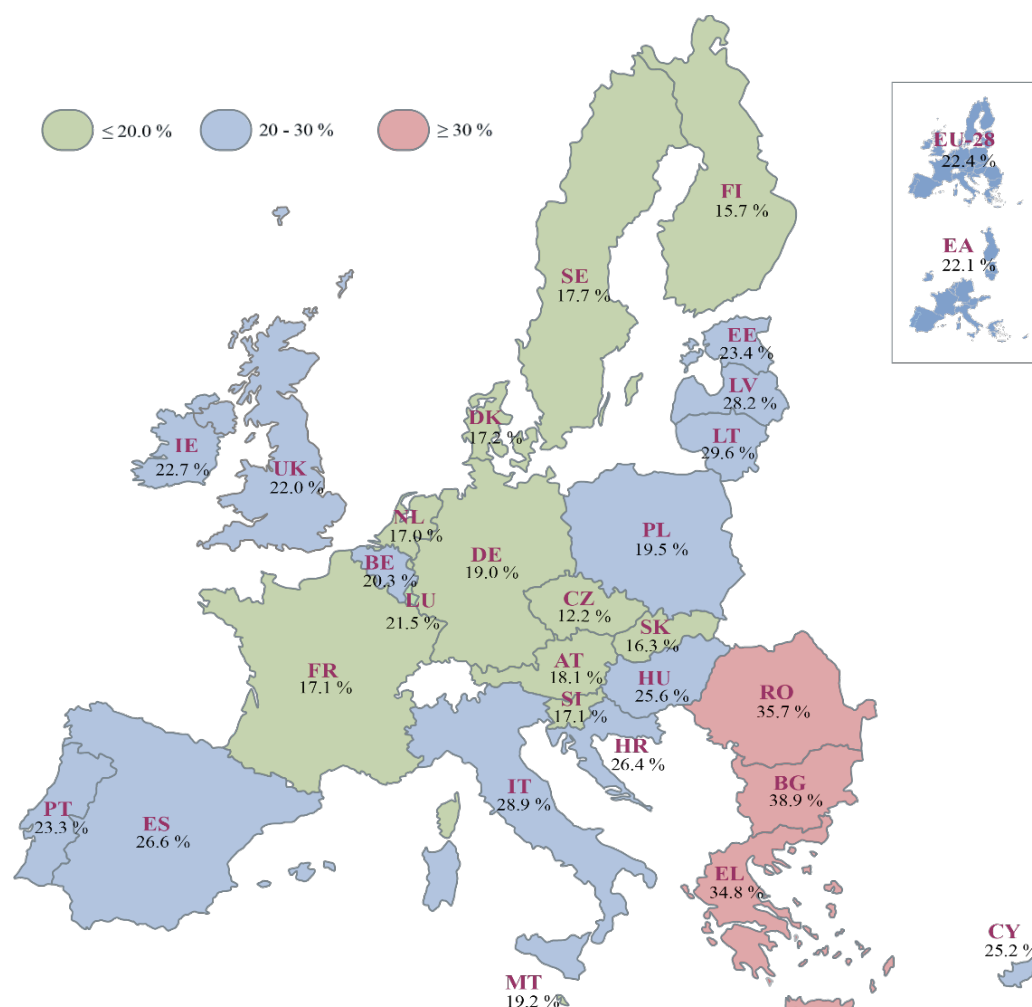 ≤ 20.0 %
20 - 30 %
≥ 30 %
EU-28
22.4 %
EA
22.1 %
FI
15.7 %
SE
17.7 %
EE
23.4 %
LV
28.2 %
LT
29.6 %
DK
17.2 %
IE
22.7 %
UK
22.0 %
NL
17.0 %
PL
19.5 %
BE
20.3 %
DE
19.0 %
LU
21.5 %
CZ
12.2 %
SK
16.3 %
FR
17.1 %
AT
18.1 %
HU
25.6 %
SI
17.1 %
RO
35.7 %
HR
26.4 %
IT
28.9 %
BG
38.9 %
PT
23.3 %
ES
26.6 %
EL
34.8 %
CY
25.2 %
MT
19.2 %